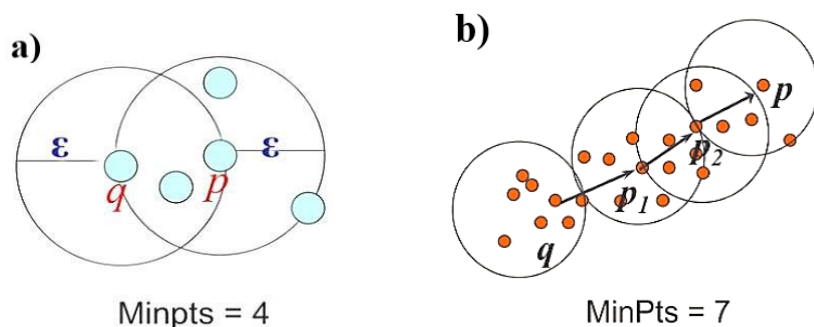 a)
ε ε
q p
Minpts = 4
b)
p
p2
p1
q
MinPts = 7